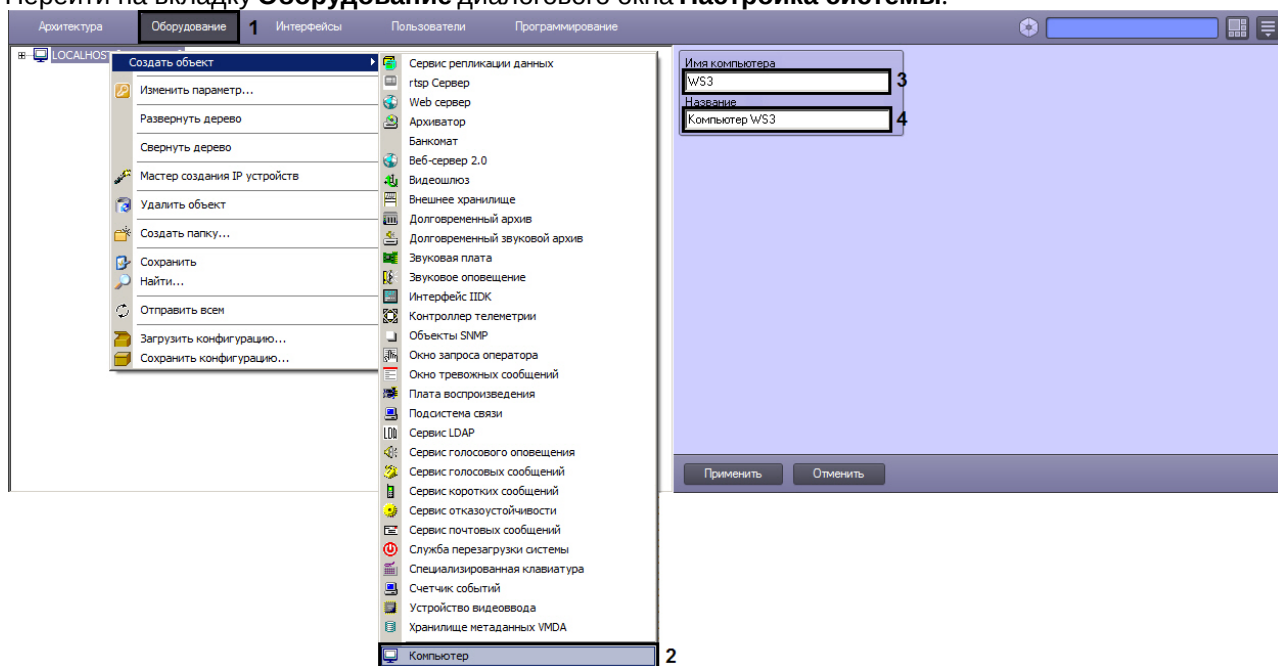 Перейти на вкладку Оборудование диалогового окна Настройка системы.
Архитектура Оборудование 1 Интерфейсы Пользователи Программирование
LOCALHOST
Создать объект
Изменить параметр...
Развернуть дерево
Свернуть дерево
Мастер создания IP устройств
Удалить объект
Создать папку...
Сохранить
Найти...
Отправить всем
Загрузить конфигурацию...
Сохранить конфигурацию...
Сервис репликации данных
rtsp Сервер
Web сервер
Архиватор
Банкомат
Веб-сервер 2.0
Видеошлюз
Внешнее хранилище
Долговременный архив
Долговременный звуковой архив
Звуковая плата
Звуковое оповещение
Интерфейс IIDK
Контроллер телеметрии
Объекты SNMP
Окно запроса оператора
Окно тревожных сообщений
Плата воспроизведения
Подсистема связи
Сервис LDAP
Сервис голосового оповещения
Сервис голосовых сообщений
Сервис коротких сообщений
Сервис отказоустойчивости
Сервис почтовых сообщений
Служба перезагрузки системы
Специализированная клавиатура
Счетчик событий
Устройство видеоввода
Хранилище метаданных VMDA
Компьютер 2
Имя компьютера
WS3 3
Название
Компьютер WS3 4
Применить Отменить